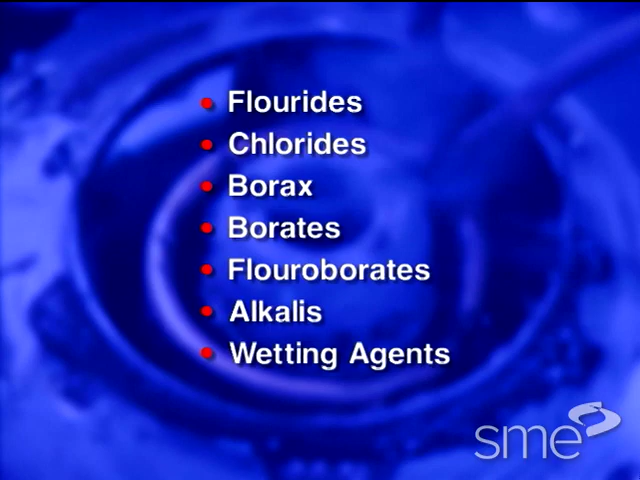 Flourides
Chlorides
Borax
Borates
Flouroborates
Alkalis
Wetting Agents
sme